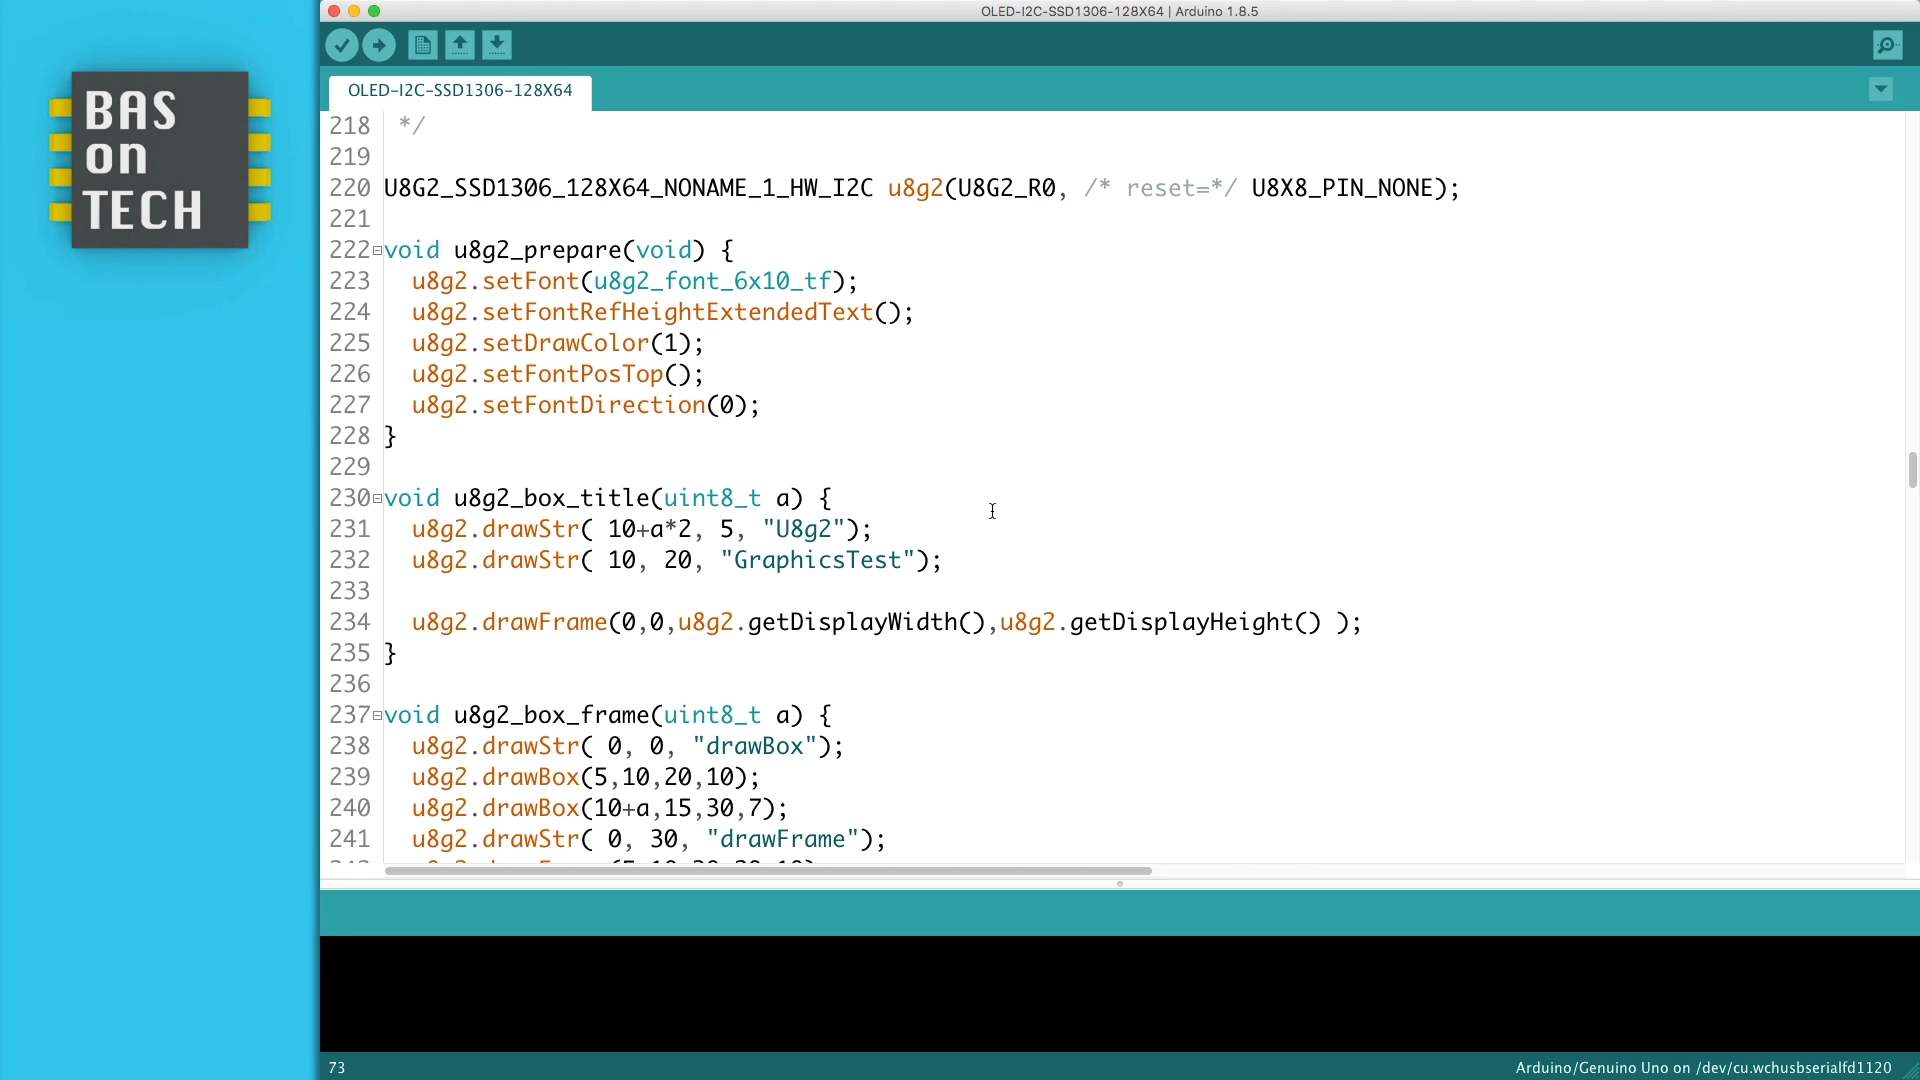 BAS
on
TECH
OLED-I2C-SSD1306-128X64 | Arduino 1.8.5
OLED-I2C-SSD1306-128X64
218 */
219
220 U8G2_SSD1306_128X64_NONAME_1_HW_I2C u8g2(U8G2_R0, /* reset=*/ U8X8_PIN_NONE);
221
222 void u8g2_prepare(void) {
223 u8g2.setFont(u8g2_font_6x10_tf);
224 u8g2.setFontRefHeightExtendedText();
225 u8g2.setDrawColor(1);
226 u8g2.setFontPosTop();
227 u8g2.setFontDirection(0);
228 }
229
230 void u8g2_box_title(uint8_t a) {
231 u8g2.drawStr( 10+a*2, 5, "U8g2");
232 u8g2.drawStr( 10, 20, "GraphicsTest");
233
234 u8g2.drawFrame(0,0,u8g2.getDisplayWidth(),u8g2.getDisplayHeight() );
235 }
236
237 void u8g2_box_frame(uint8_t a) {
238 u8g2.drawStr( 0, 0, "drawBox");
239 u8g2.drawBox(5,10,20,10);
240 u8g2.drawBox(10+a,15,30,7);
241 u8g2.drawStr( 0, 30, "drawFrame");
73
Arduino/Genuino Uno on /dev/cu.wchusbserialfd1120